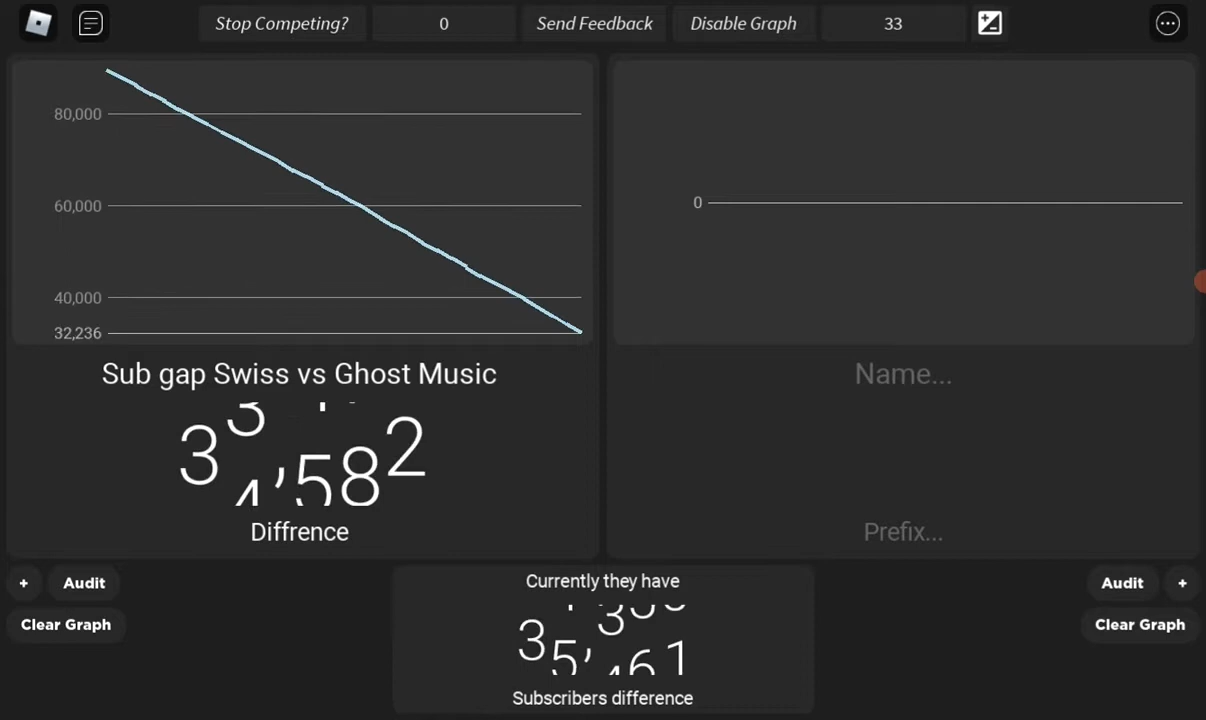 Stop Competing?
0
Send Feedback
Disable Graph
33
80,000
60,000
40,000
32,236
0
Sub gap Swiss vs Ghost Music
Diffrence
Name...
Prefix...
+
Audit
Clear Graph
Currently they have
Subscribers difference
Audit
+
Clear Graph